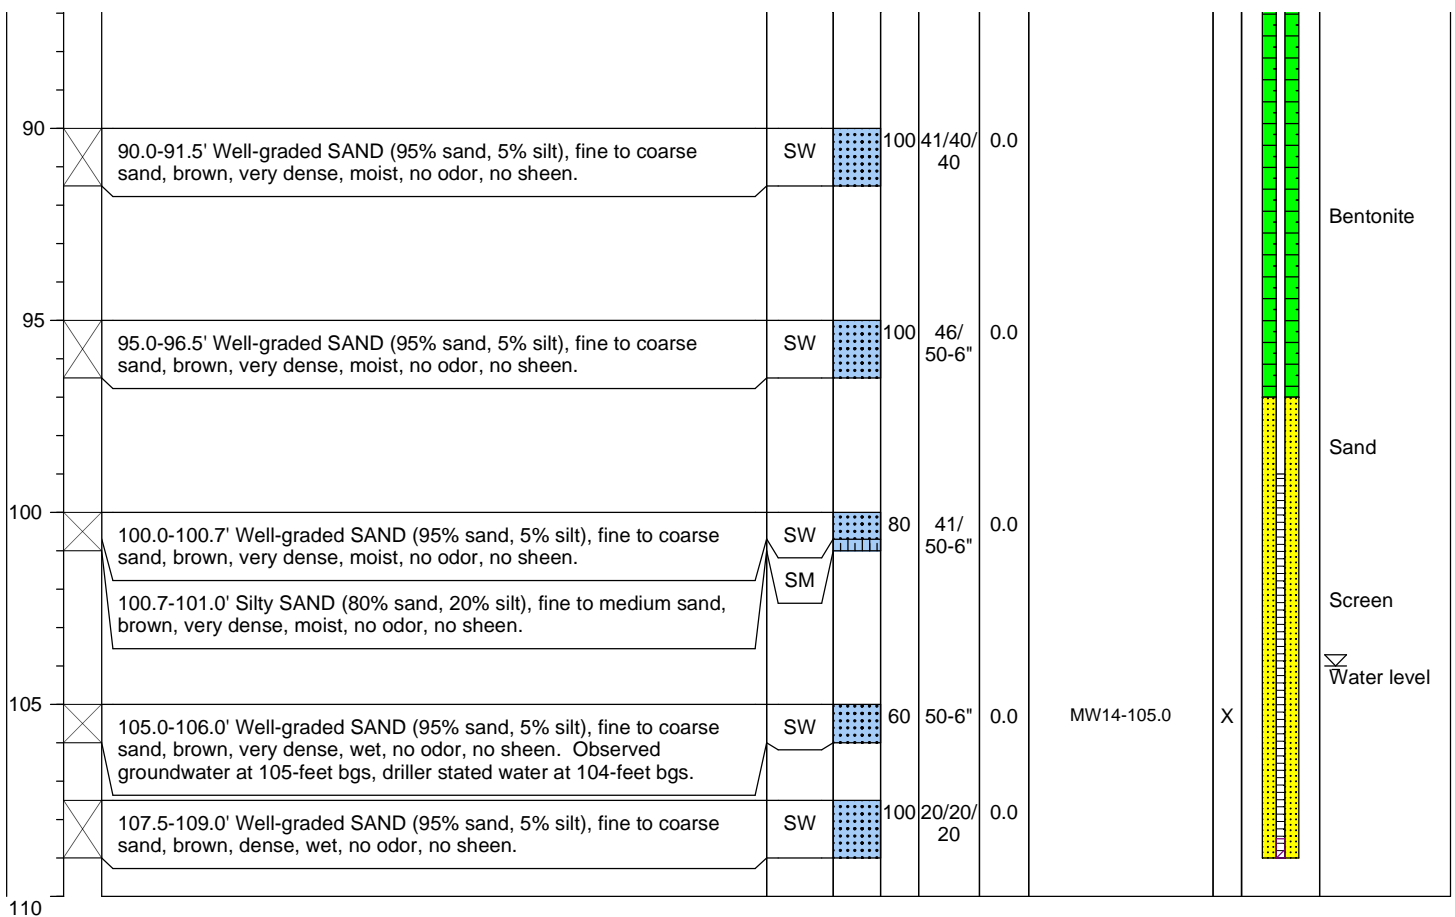 90
90.0-91.5' Well-graded SAND (95% sand, 5% silt), fine to coarse
sand, brown, very dense, moist, no odor, no sheen.
SW
100
41/40/
40
0.0
Bentonite
95
95.0-96.5' Well-graded SAND (95% sand, 5% silt), fine to coarse
sand, brown, very dense, moist, no odor, no sheen.
SW
100
46/
50-6"
0.0
Sand
100
100.0-100.7' Well-graded SAND (95% sand, 5% silt), fine to coarse
sand, brown, very dense, moist, no odor, no sheen.
SW
80
41/
50-6"
0.0
SM
100.7-101.0' Silty SAND (80% sand, 20% silt), fine to medium sand,
brown, very dense, moist, no odor, no sheen.
Screen
Water level
105
105.0-106.0' Well-graded SAND (95% sand, 5% silt), fine to coarse
sand, brown, very dense, wet, no odor, no sheen.  Observed
groundwater at 105-feet bgs, driller stated water at 104-feet bgs.
SW
60
50-6"
0.0
MW14-105.0
X
107.5-109.0' Well-graded SAND (95% sand, 5% silt), fine to coarse
sand, brown, dense, wet, no odor, no sheen.
SW
100
20/20/
20
0.0
110